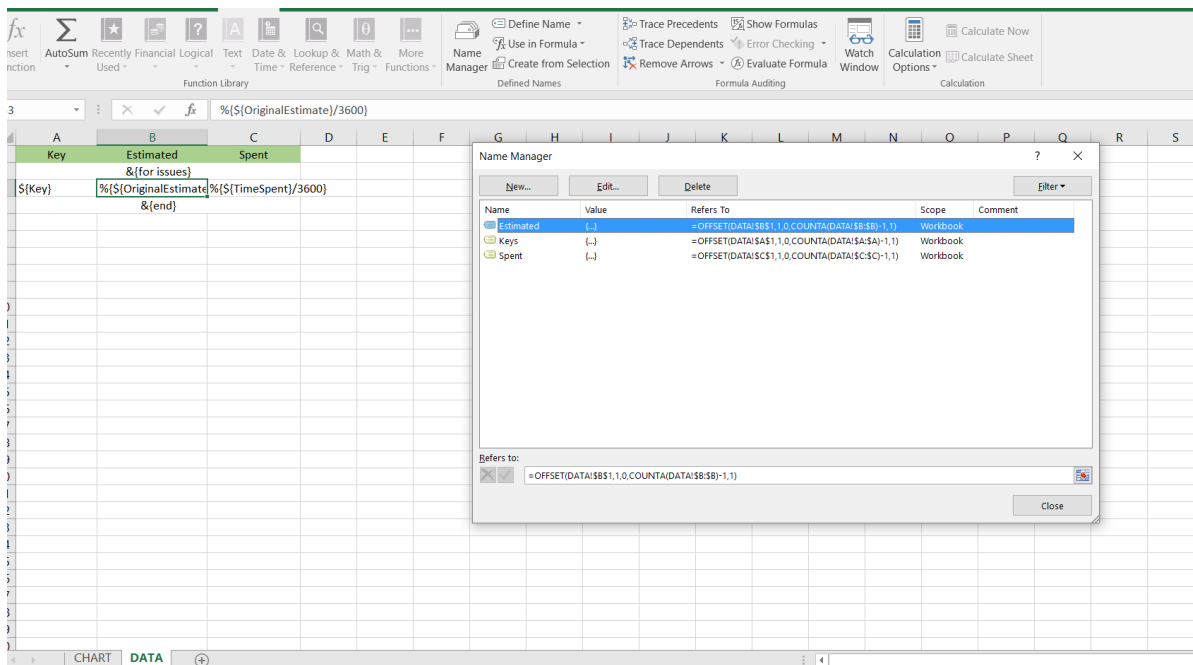 fx Σ θ
nsert AutoSum Recently Financial Logical Text Date & Lookup & Math & More
nction Used Time Reference Trig Functions
Function Library
Name Manager
Define Name
Use in Formula
Create from Selection
Defined Names
Trace Precedents Show Formulas
Trace Dependents Error Checking
Remove Arrows Evaluate Formula
Formula Auditing
Watch Window
Calculation Options
Calculate Now
Calculate Sheet
Calculation
3 fx %{${OriginalEstimate}/3600}
A B C D E F G H I J K L M N O P Q R S
Key Estimated Spent
&{for issues}
${Key} %{${OriginalEstimate %{${TimeSpent}/3600}
&{end}
Name Manager ? X
New... Edit... Delete Filter
Name Value Refers To Scope Comment
Estimated {...} =OFFSET(DATA!$B$1,1,0,COUNTA(DATA!$B:$B)-1,1) Workbook
Keys {...} =OFFSET(DATA!$A$1,1,0,COUNTA(DATA!$A:$A)-1,1) Workbook
Spent {...} =OFFSET(DATA!$C$1,1,0,COUNTA(DATA!$C:$C)-1,1) Workbook
Refers to:
=OFFSET(DATA!$B$1,1,0,COUNTA(DATA!$B:$B)-1,1)
Close
CHART DATA